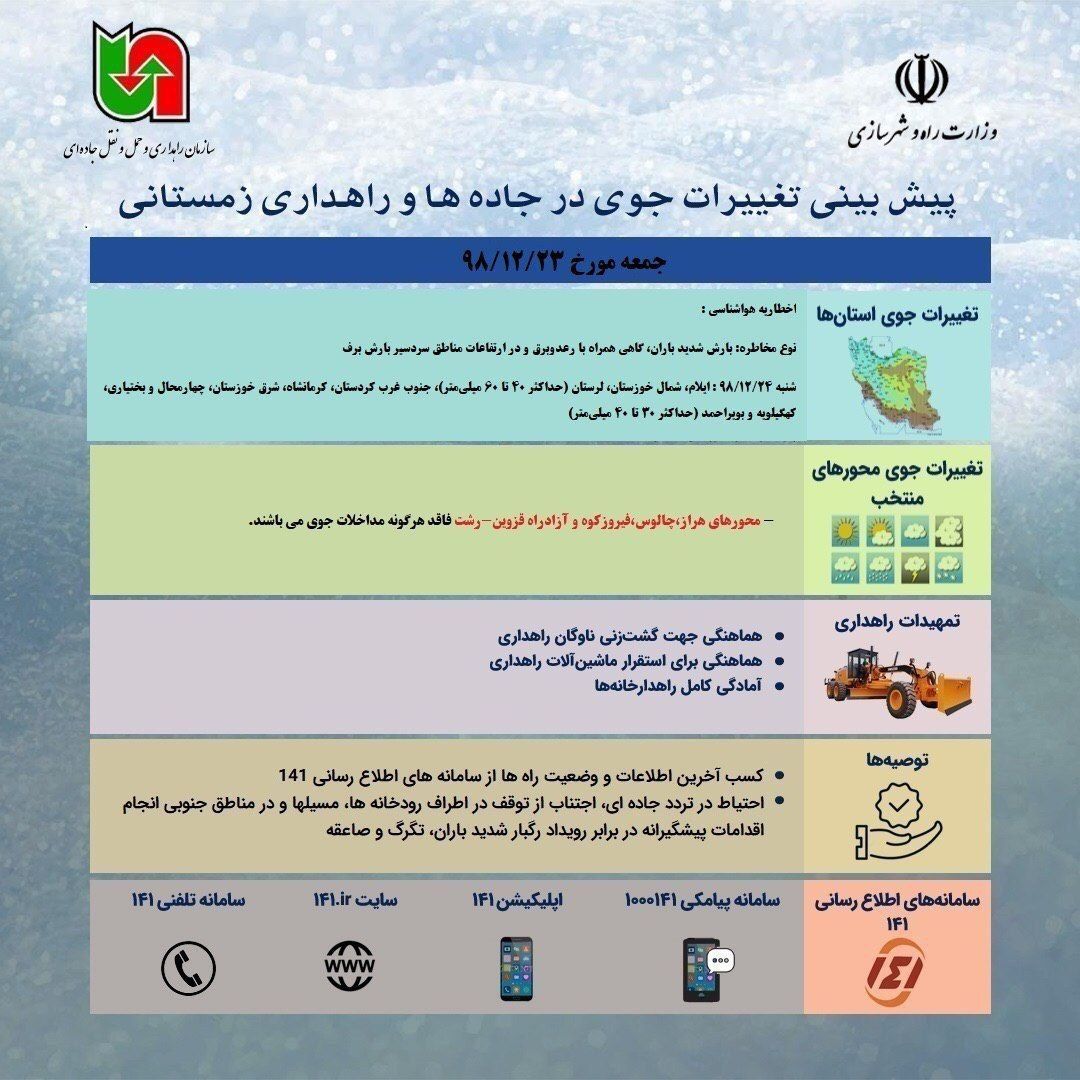 وزارت راه و شهرسازی
سازمان راهداری و حمل و نقل جاده‌ای
پیش بینی تغییرات جوی در جاده ها و راهداری زمستانی
جمعه مورخ ۹۸/۱۲/۲۳
تغییرات جوی استان‌ها
اخطاریه هواشناسی :
نوع مخاطره: بارش شدید باران، گاهی همراه با رعدوبرق و در ارتفاعات مناطق سردسیر بارش برف
شنبه ۹۸/۱۲/۲۴ : ایلام، شمال خوزستان، لرستان (حداکثر ۴۰ تا ۶۰ میلی‌متر)، جنوب غرب کردستان، کرمانشاه، شرق خوزستان، چهارمحال و بختیاری،
کهگیلویه و بویراحمد (حداکثر ۳۰ تا ۴۰ میلی‌متر)
تغییرات جوی محورهای
منتخب
– محورهای هراز،چالوس،فیروزکوه و آزادراه قزوین–رشت فاقد هرگونه مداخلات جوی می باشند.
تمهیدات راهداری
● هماهنگی جهت گشت‌زنی ناوگان راهداری
● هماهنگی برای استقرار ماشین‌آلات راهداری
● آمادگی کامل راهدارخانه‌ها
توصیه‌ها
● کسب آخرین اطلاعات و وضعیت راه ها از سامانه های اطلاع رسانی 141
● احتیاط در تردد جاده ای، اجتناب از توقف در اطراف رودخانه ها، مسیلها و در مناطق جنوبی انجام
اقدامات پیشگیرانه در برابر رویداد رگبار شدید باران، تگرگ و صاعقه
سامانه‌های اطلاع رسانی
۱۴۱
۱۴۱
سامانه پیامکی ۱۰۰۰۱۴۱
اپلیکیشن ۱۴۱
سایت ۱۴۱.ir
WWW
سامانه تلفنی ۱۴۱